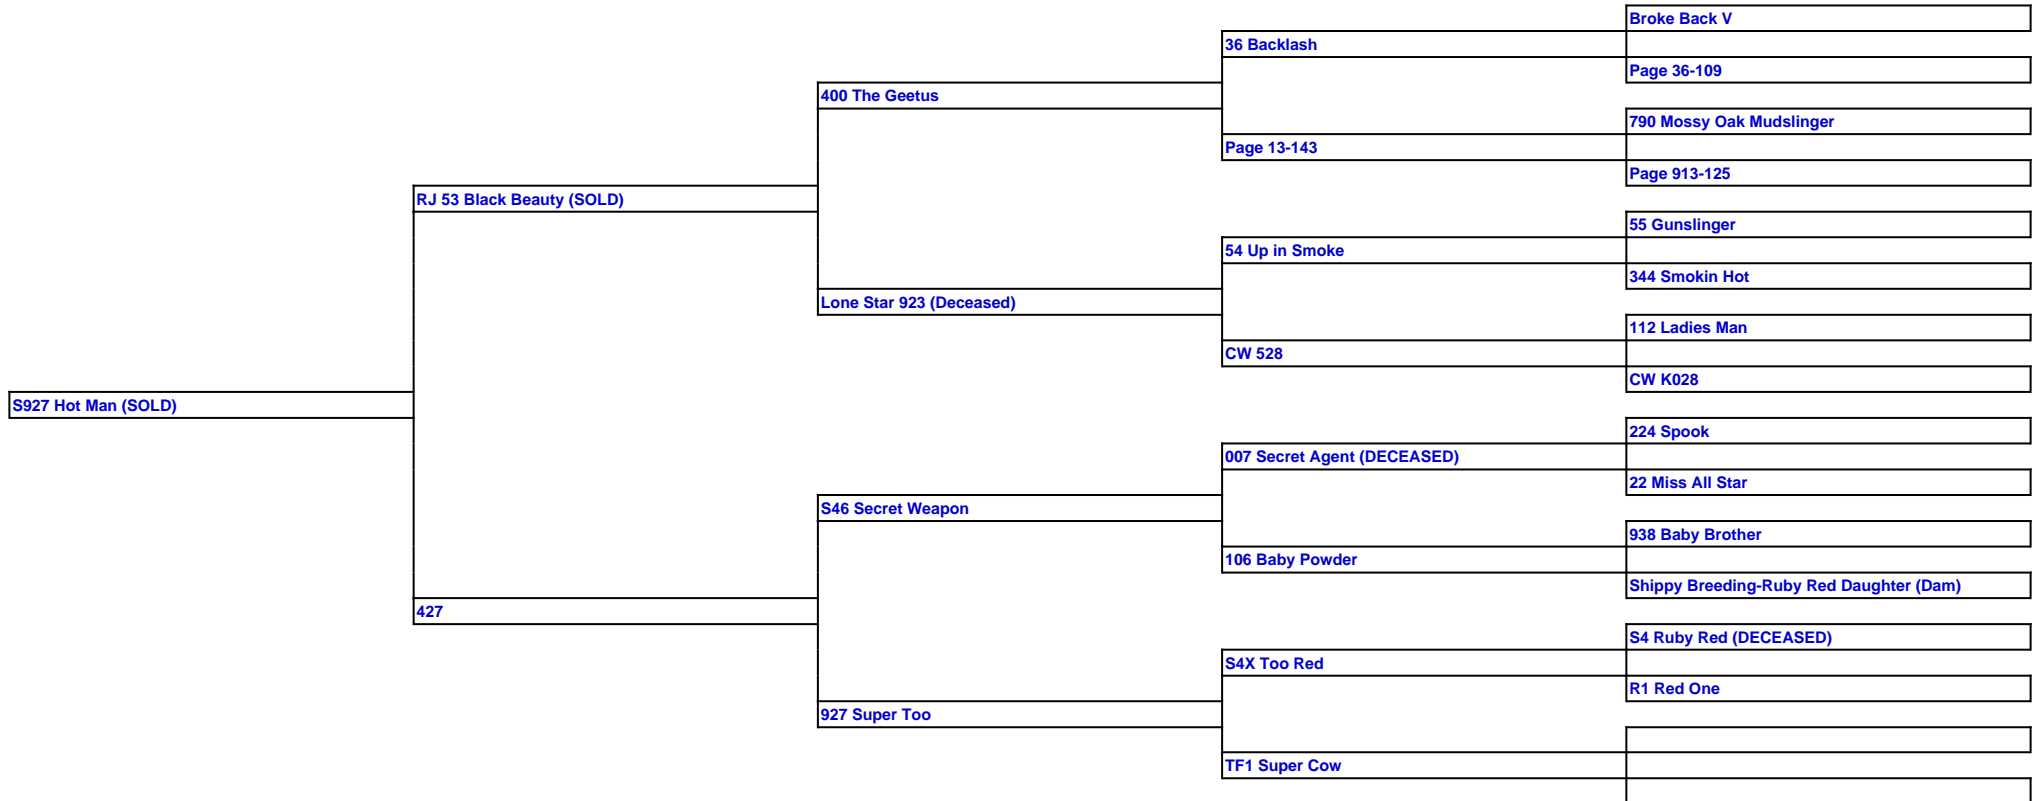 Broke Back V
36 Backlash
Page 36-109
400 The Geetus
790 Mossy Oak Mudslinger
Page 13-143
Page 913-125
RJ 53 Black Beauty (SOLD)
55 Gunslinger
54 Up in Smoke
344 Smokin Hot
Lone Star 923 (Deceased)
112 Ladies Man
CW 528
CW K028
S927 Hot Man (SOLD)
224 Spook
007 Secret Agent (DECEASED)
22 Miss All Star
S46 Secret Weapon
938 Baby Brother
106 Baby Powder
Shippy Breeding-Ruby Red Daughter (Dam)
427
S4 Ruby Red (DECEASED)
S4X Too Red
R1 Red One
927 Super Too
TF1 Super Cow